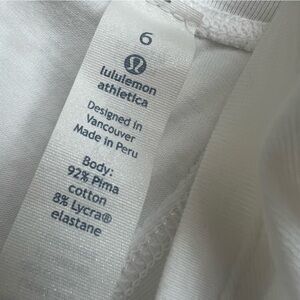 6
lululemon
athletica
Designed in
Vancouver
Made in Peru
Body:
92% Pima
cotton
8% Lycra®
elastane